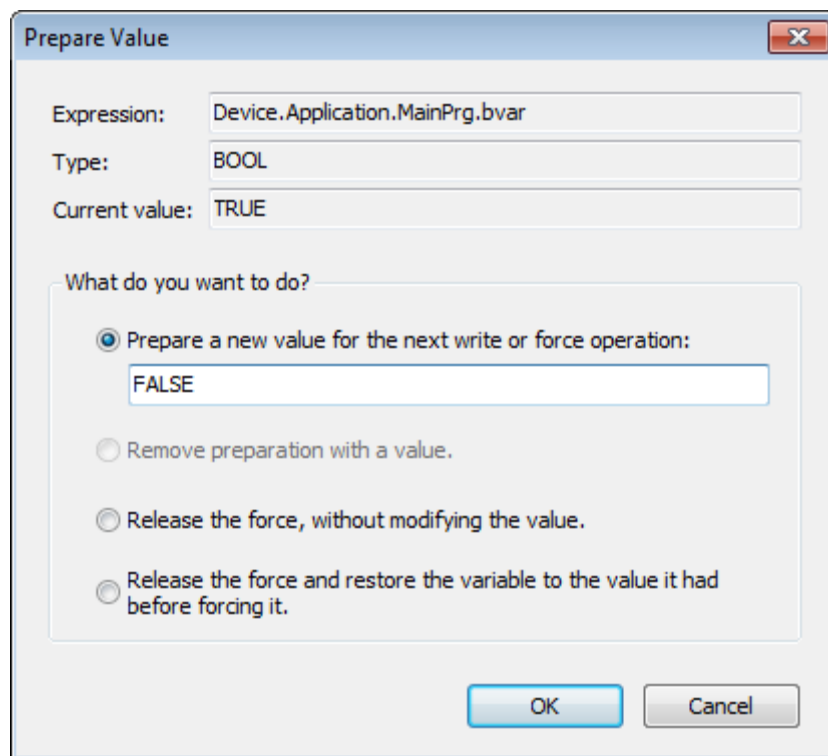 Prepare Value
Expression: Device.Application.MainPrg.bvar
Type: BOOL
Current value: TRUE
What do you want to do?
Prepare a new value for the next write or force operation:
FALSE
Remove preparation with a value.
Release the force, without modifying the value.
Release the force and restore the variable to the value it had
before forcing it.
OK Cancel